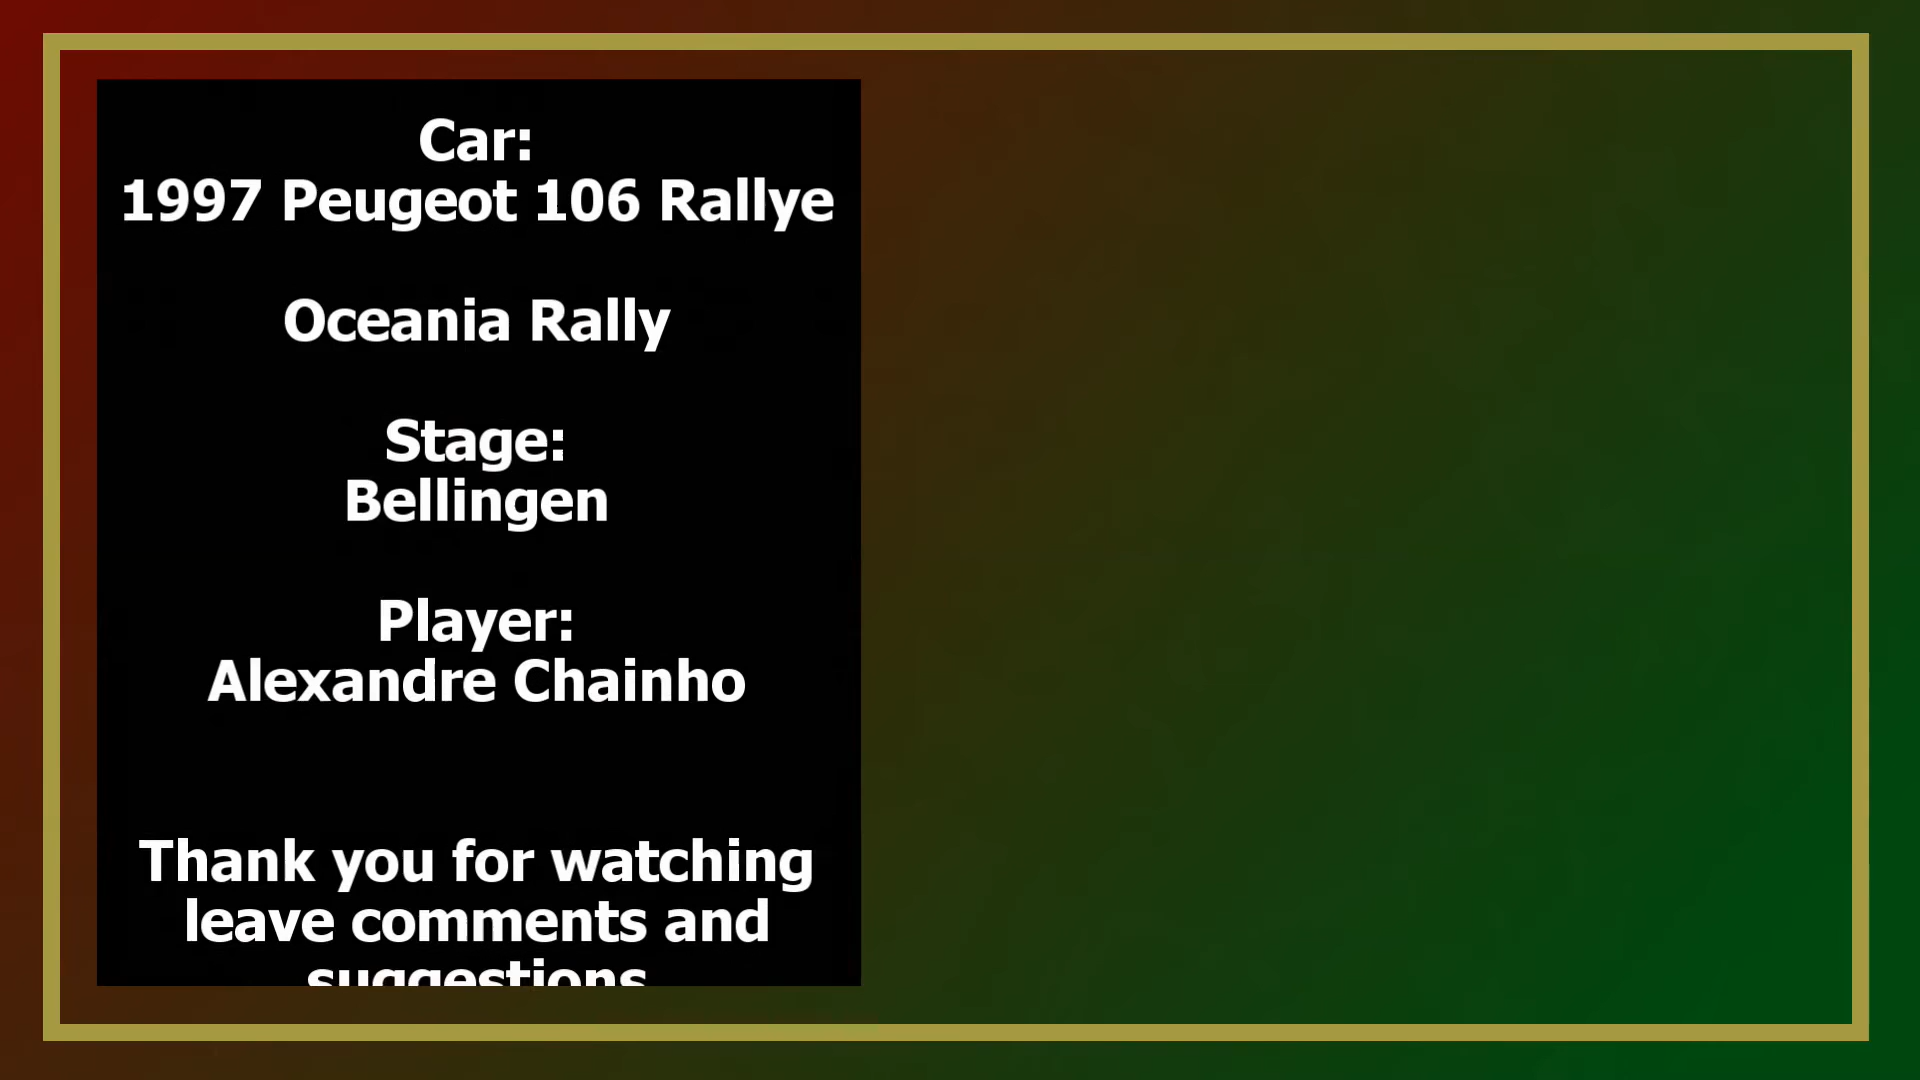 Car:
1997 Peugeot 106 Rallye
Oceania Rally
Stage:
Bellingen
Player:
Alexandre Chainho
Thank you for watching
leave comments and
suggestions